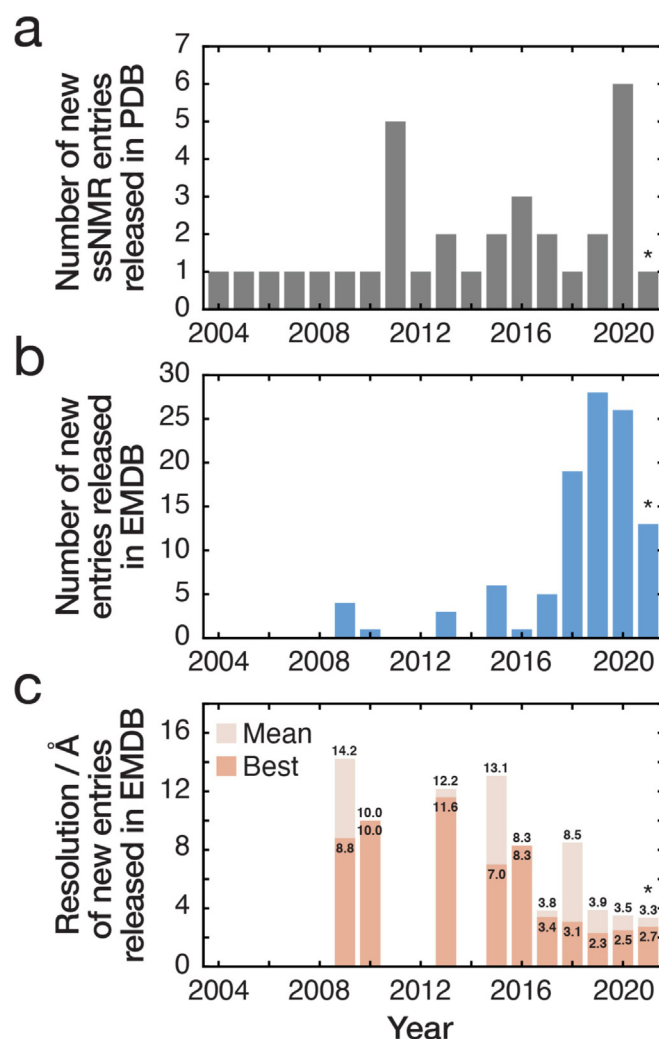 a
Number of new
ssNMR entries
released in PDB
7
6
5
4
3
2
1
0
*
2004 2008 2012 2016 2020
b
Number of new
entries released
in EMDB
30
25
20
15
10
5
0
*
2004 2008 2012 2016 2020
c
Resolution / Å
of new entries
released in EMDB
16
12
8
4
0
Mean
Best
14.2
8.8
10.0
10.0
12.2
11.6
13.1
7.0
8.3
8.3
3.8
3.4
8.5
3.1
3.9
2.3
3.5
2.5
*
3.3
2.7
2004 2008 2012 2016 2020
Year